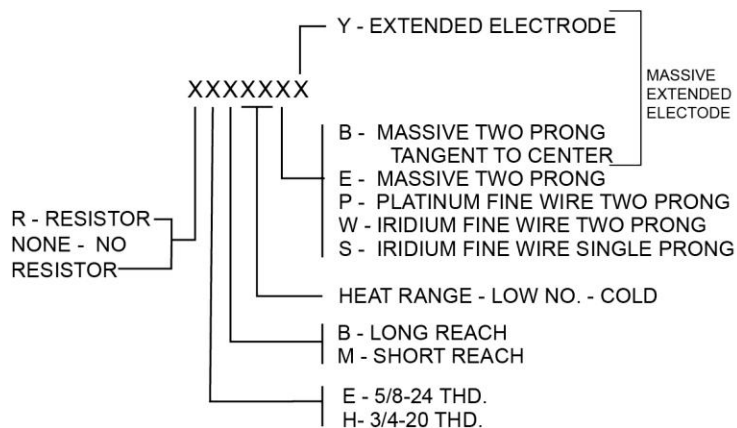 Y - EXTENDED ELECTRODE
MASSIVE
EXTENDED
ELECTODE
XXXXXXX
B - MASSIVE TWO PRONG
TANGENT TO CENTER
E - MASSIVE TWO PRONG
P - PLATINUM FINE WIRE TWO PRONG
W - IRIDIUM FINE WIRE TWO PRONG
S - IRIDIUM FINE WIRE SINGLE PRONG
R - RESISTOR
NONE - NO
RESISTOR
HEAT RANGE - LOW NO. - COLD
B - LONG REACH
M - SHORT REACH
E - 5/8-24 THD.
H- 3/4-20 THD.